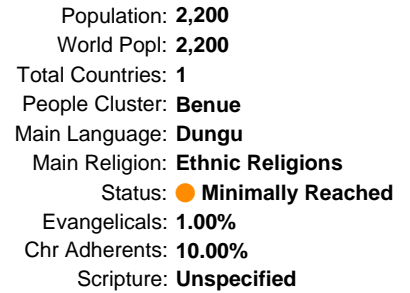 Population: 2,200
World Popl: 2,200
Total Countries: 1
People Cluster: Benue
Main Language: Dungu
Main Religion: Ethnic Religions
Status: Minimally Reached
Evangelicals: 1.00%
Chr Adherents: 10.00%
Scripture: Unspecified